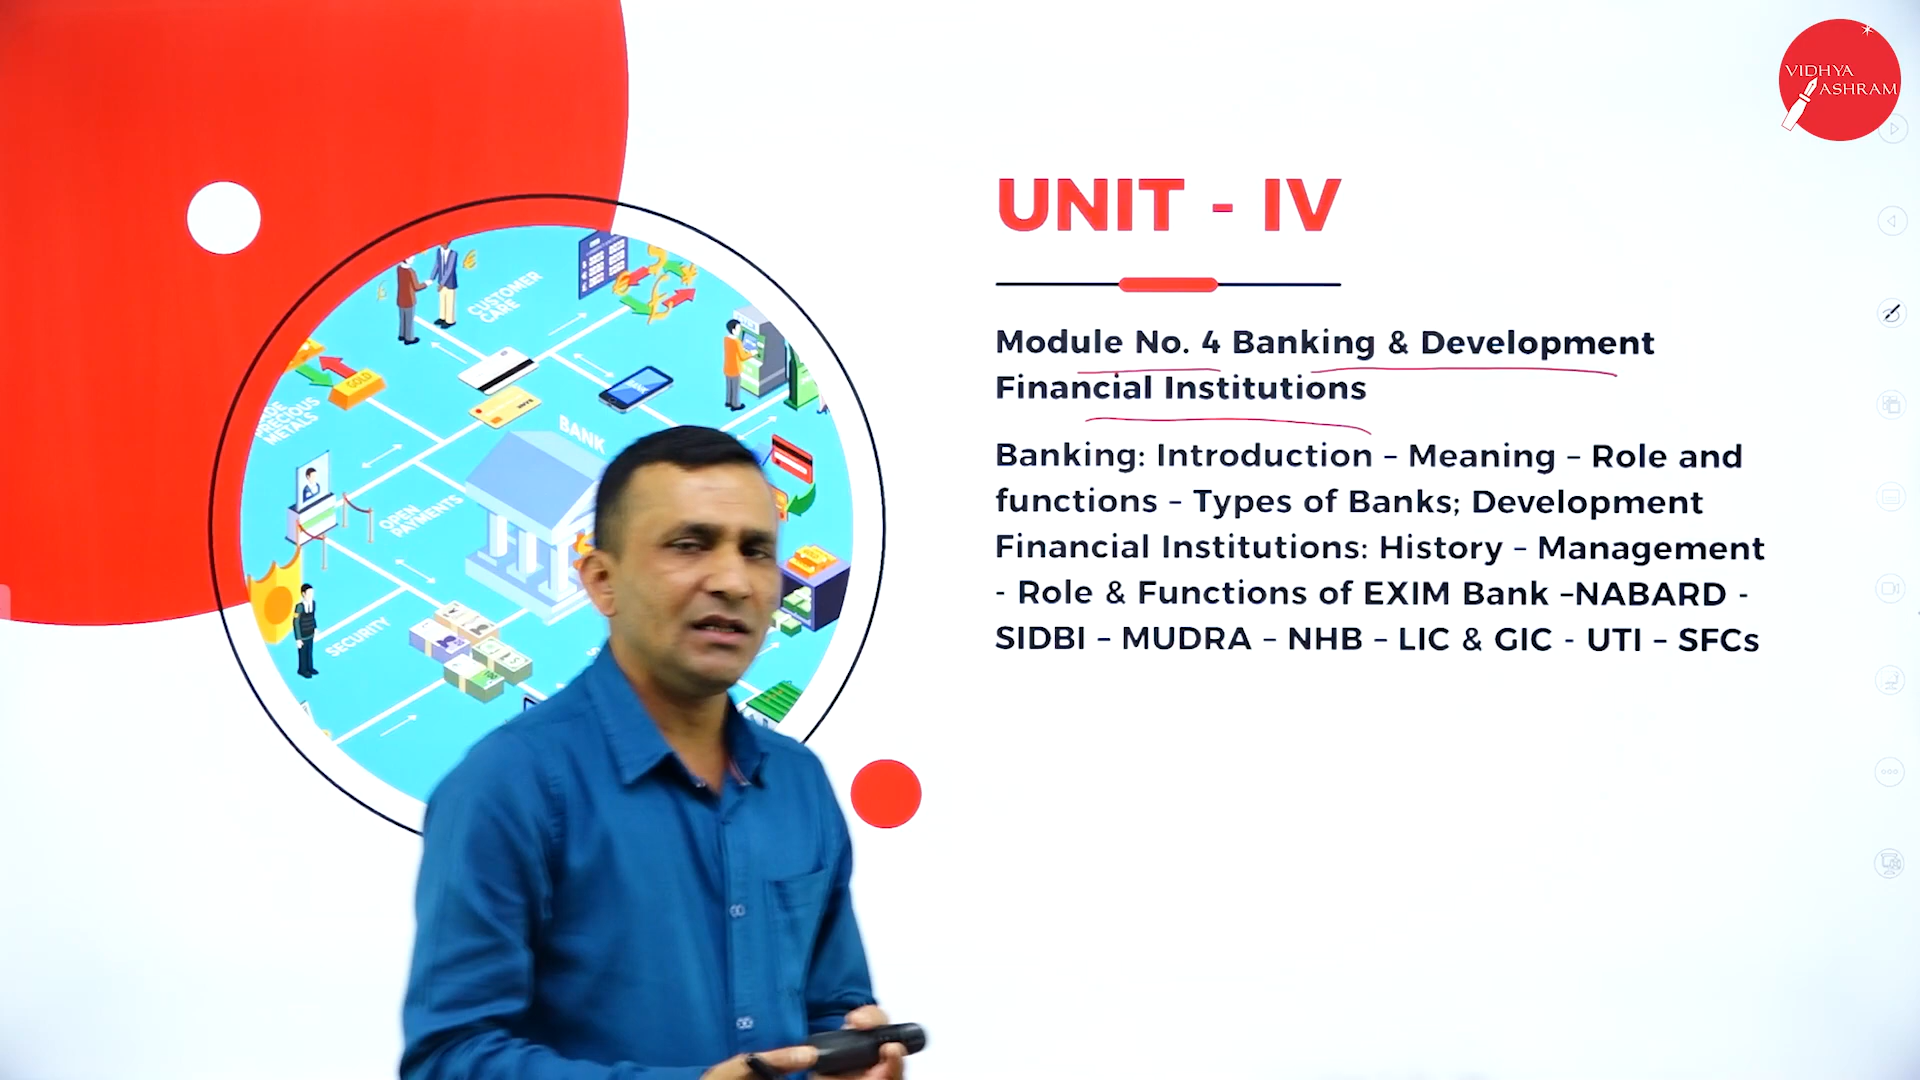 VIDHYA
ASHRAM
UNIT - IV
Module No. 4 Banking & Development
Financial Institutions
Banking: Introduction – Meaning – Role and
functions – Types of Banks; Development
Financial Institutions: History – Management
- Role & Functions of EXIM Bank –NABARD -
SIDBI – MUDRA – NHB – LIC & GIC - UTI – SFCs
CUSTOMER
CARE
GOLD
PRECIOUS
METALS
BANK
BANK
OPEN
PAYMENTS
SECURITY